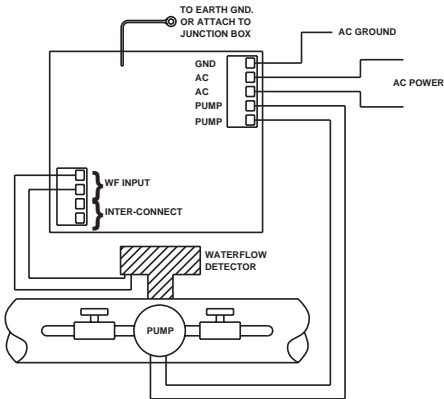 TO EARTH GND.
OR ATTACH TO
JUNCTION BOX
AC GROUND
GND
AC
AC POWER
AC
PUMP
PUMP
WF INPUT
INTER-CONNECT
WATERFLOW
DETECTOR
PUMP